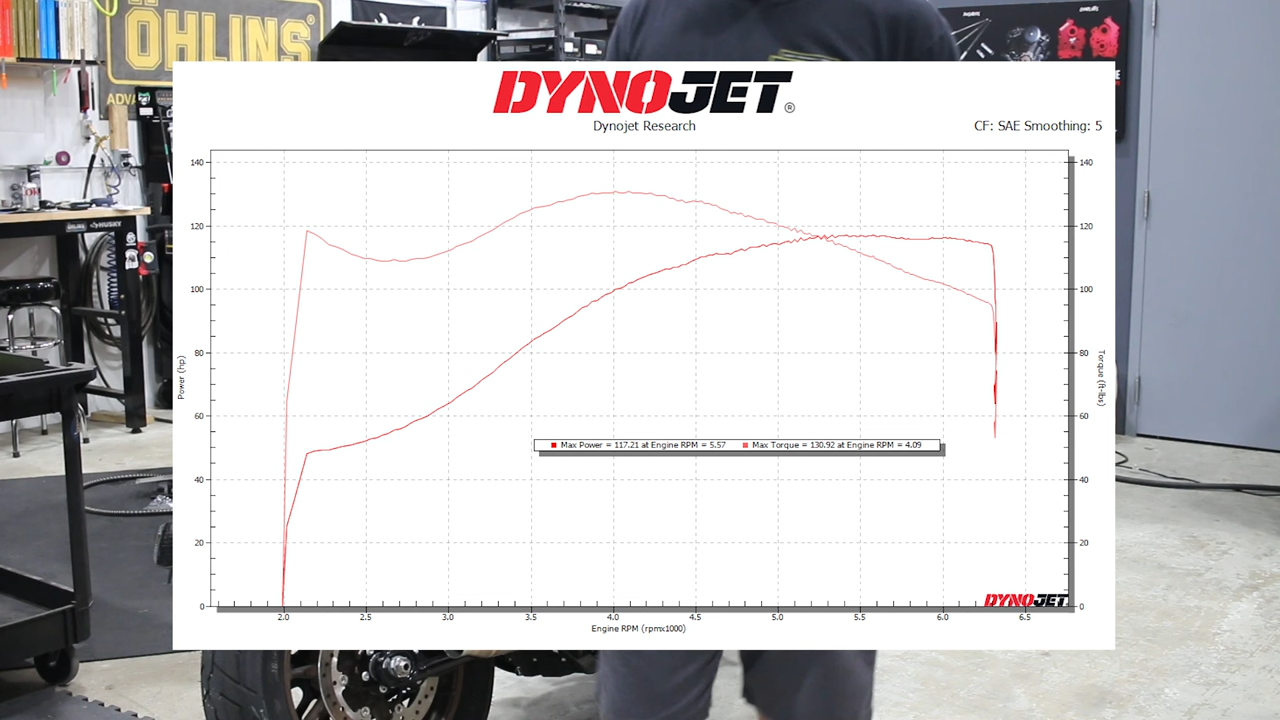 ÖHLINS
ADVA
DYNOJET®
Dynojet Research
CF: SAE Smoothing: 5
140
120
100
80
60
40
20
0
Power (hp)
140
120
100
80
60
40
20
0
Torque (ft-lbs)
Max Power = 117.21 at Engine RPM = 5.57 Max Torque = 130.92 at Engine RPM = 4.09
DYNOJET
2.0 2.5 3.0 3.5 4.0 4.5 5.0 5.5 6.0 6.5
Engine RPM (rpmx1000)
ÖHLINS HUSKY